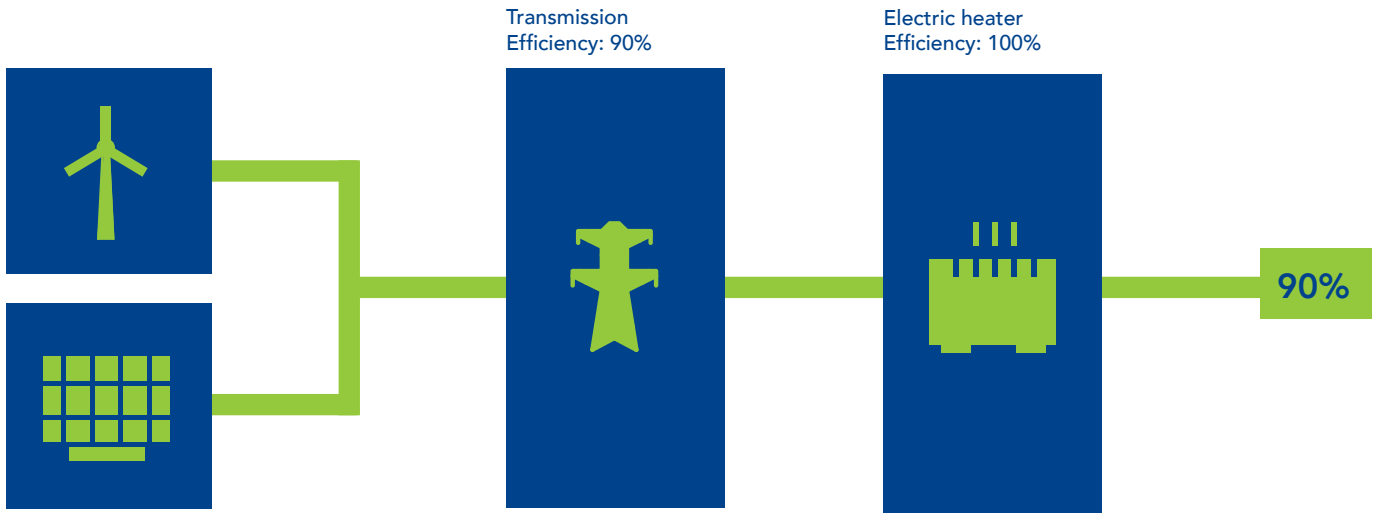 Transmission
Efficiency: 90%
Electric heater
Efficiency: 100%
90%